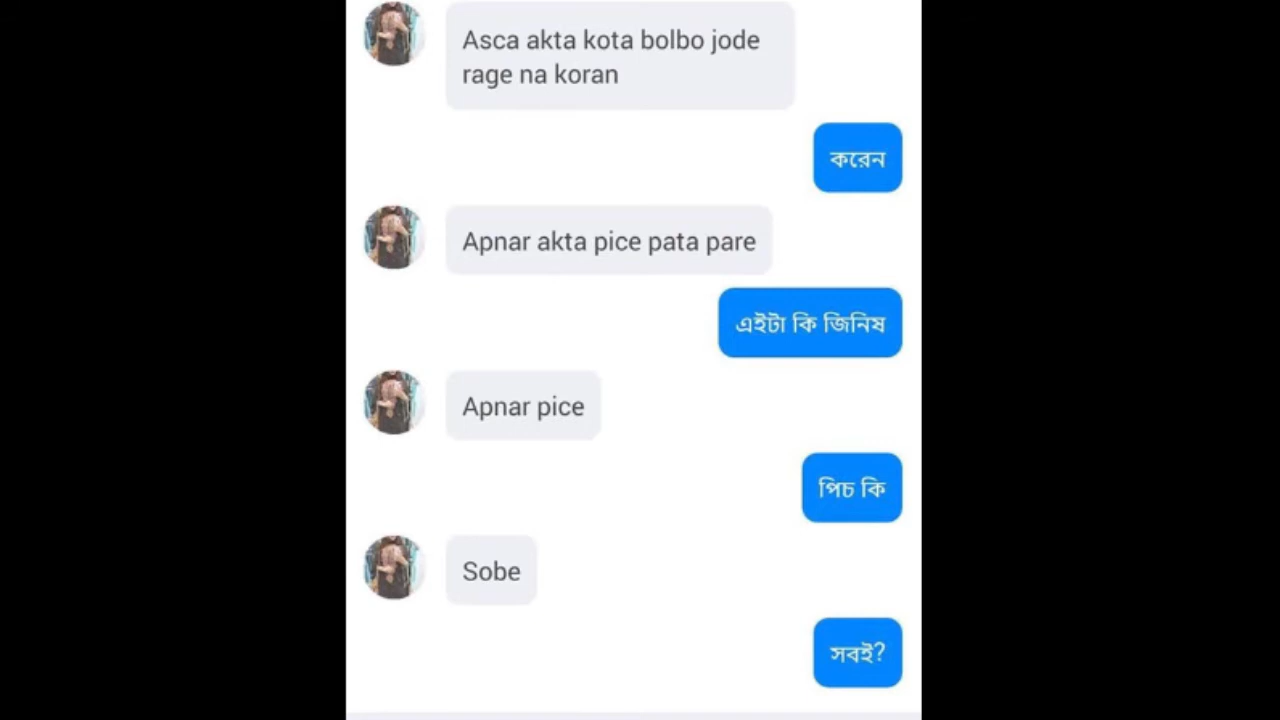 Asca akta kota bolbo jode
rage na koran
করেন
Apnar akta pice pata pare
এইটা কি জিনিষ
Apnar pice
পিচ কি
Sobe
সবই?